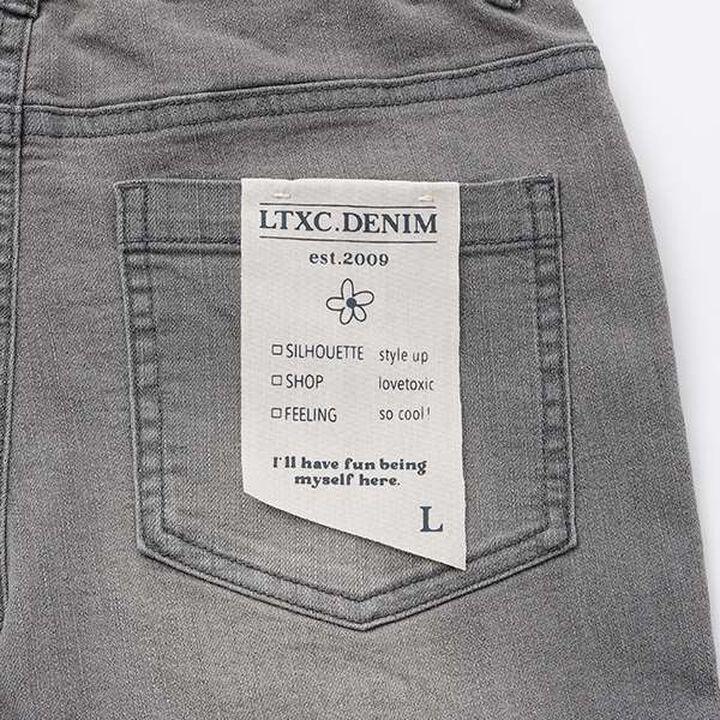 LTXC.DENIM
est.2009
SILHOUETTE style up
SHOP lovetoxic
FEELING so cool!
I'll have fun being
myself here.
L